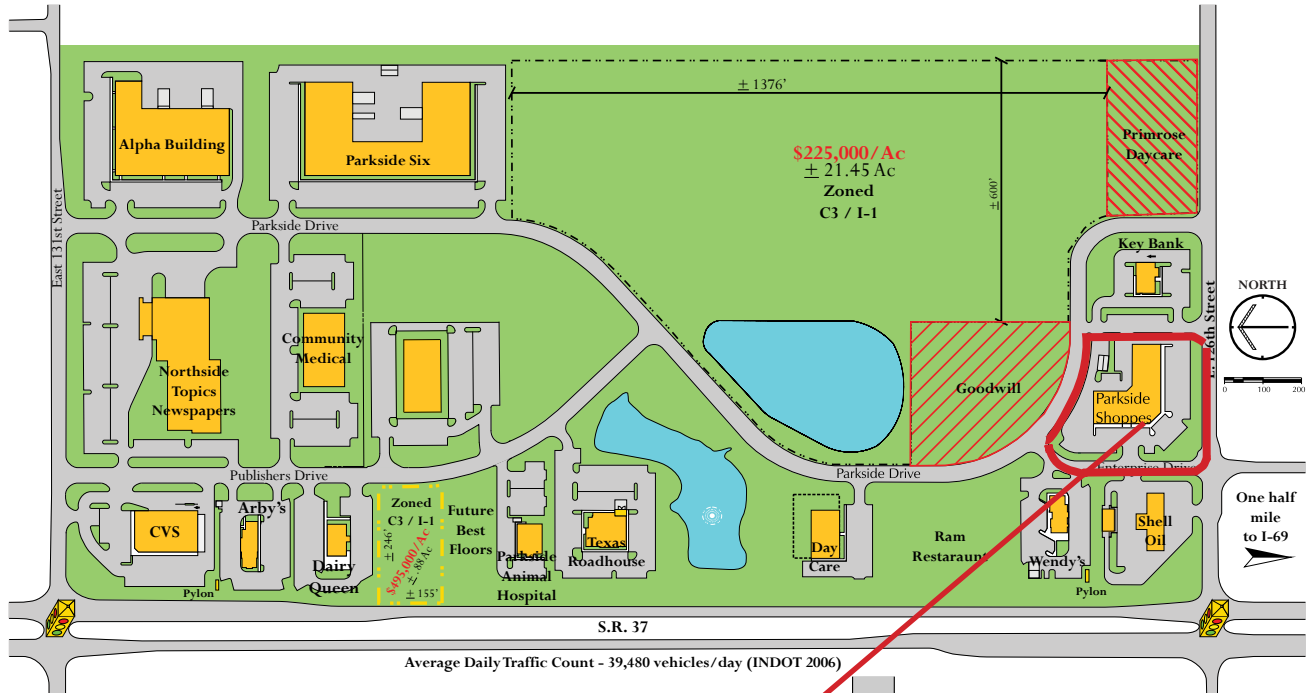 ± 1376'
Alpha Building
Parkside Six
Primrose
Daycare
$225,000/Ac
± 21.45 Ac
Zoned
C3 / I-1
± 600'
East 131st Street
Parkside Drive
Key Bank
E. 126th Street
NORTH
0 100 200
Community
Medical
Northside
Topics
Newspapers
Goodwill
Parkside
Shoppes
Publishers Drive
Parkside Drive
Enterprise Drive
CVS
Arby's
Dairy
Queen
Zoned
C3 / I-1
± 246'
$495,000/Ac
± .88 Ac
± 155'
Future
Best
Floors
Parkside
Animal
Hospital
Texas
Roadhouse
Day
Care
Ram
Restaraunt
Wendy's
Shell
Oil
One half
mile
to I-69
Pylon
Pylon
S.R. 37
Average Daily Traffic Count - 39,480 vehicles/day (INDOT 2006)